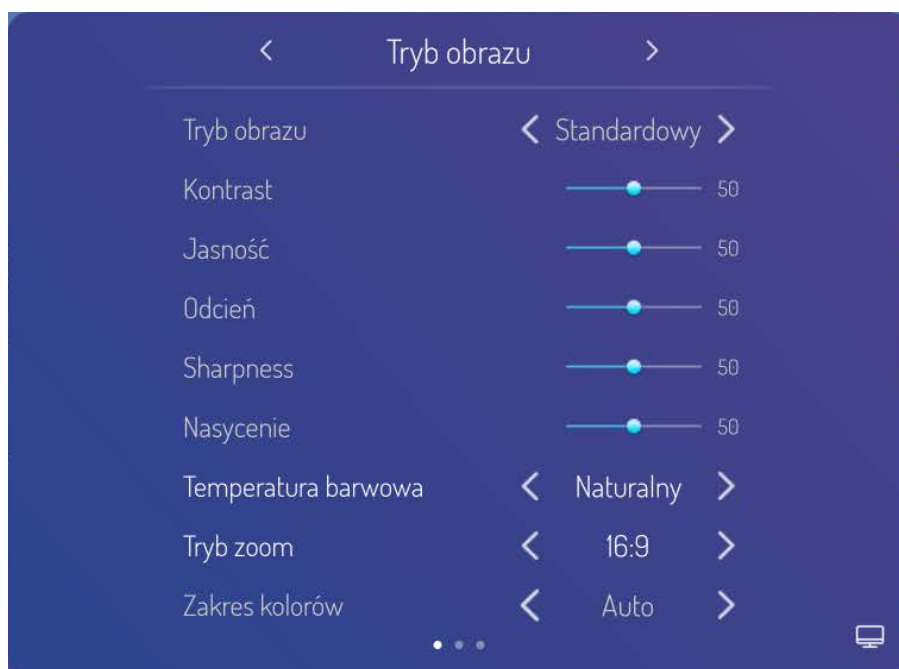 Tryb obrazu
Tryb obrazu Standardowy
Kontrast 50
Jasność 50
Odcień 50
Sharpness 50
Nasycenie 50
Temperatura barwowa Naturalny
Tryb zoom 16:9
Zakres kolorów Auto